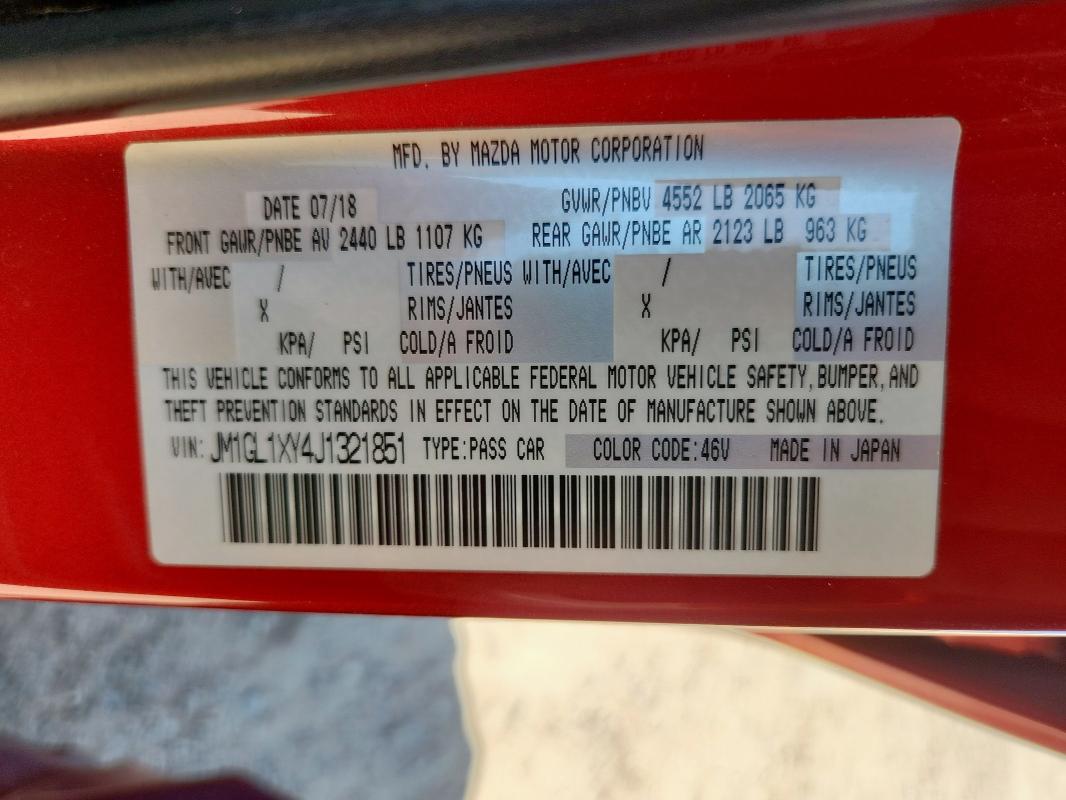 MFD. BY MAZDA MOTOR CORPORATION
DATE 07/18 GVWR/PNBV 4552 LB 2065 KG
FRONT GAWR/PNBE AV 2440 LB 1107 KG REAR GAWR/PNBE AR 2123 LB 963 KG
WITH/AVEC / TIRES/PNEUS WITH/AVEC / TIRES/PNEUS
X RIMS/JANTES X RIMS/JANTES
KPA/ PSI COLD/A FROID KPA/ PSI COLD/A FROID
THIS VEHICLE CONFORMS TO ALL APPLICABLE FEDERAL MOTOR VEHICLE SAFETY, BUMPER, AND
THEFT PREVENTION STANDARDS IN EFFECT ON THE DATE OF MANUFACTURE SHOWN ABOVE.
VIN: JM1GL1XY4J1321851 TYPE:PASS CAR COLOR CODE:46V MADE IN JAPAN